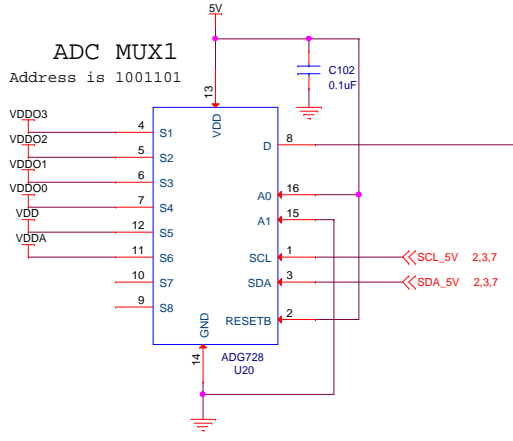 5V
ADC MUX1
Address is 1001101
C102
0.1uF
13
VDD
VDDO3
4
S1
8
D
VDDO2
5
S2
VDDO1
6
S3
16
A0
VDDO0
7
S4
15
A1
VDD
12
S5
VDDA
11
S6
1
SCL
SCL_5V 2,3,7
10
S7
3
SDA
SDA_5V 2,3,7
9
S8
2
RESETB
GND
14
ADG728
U20